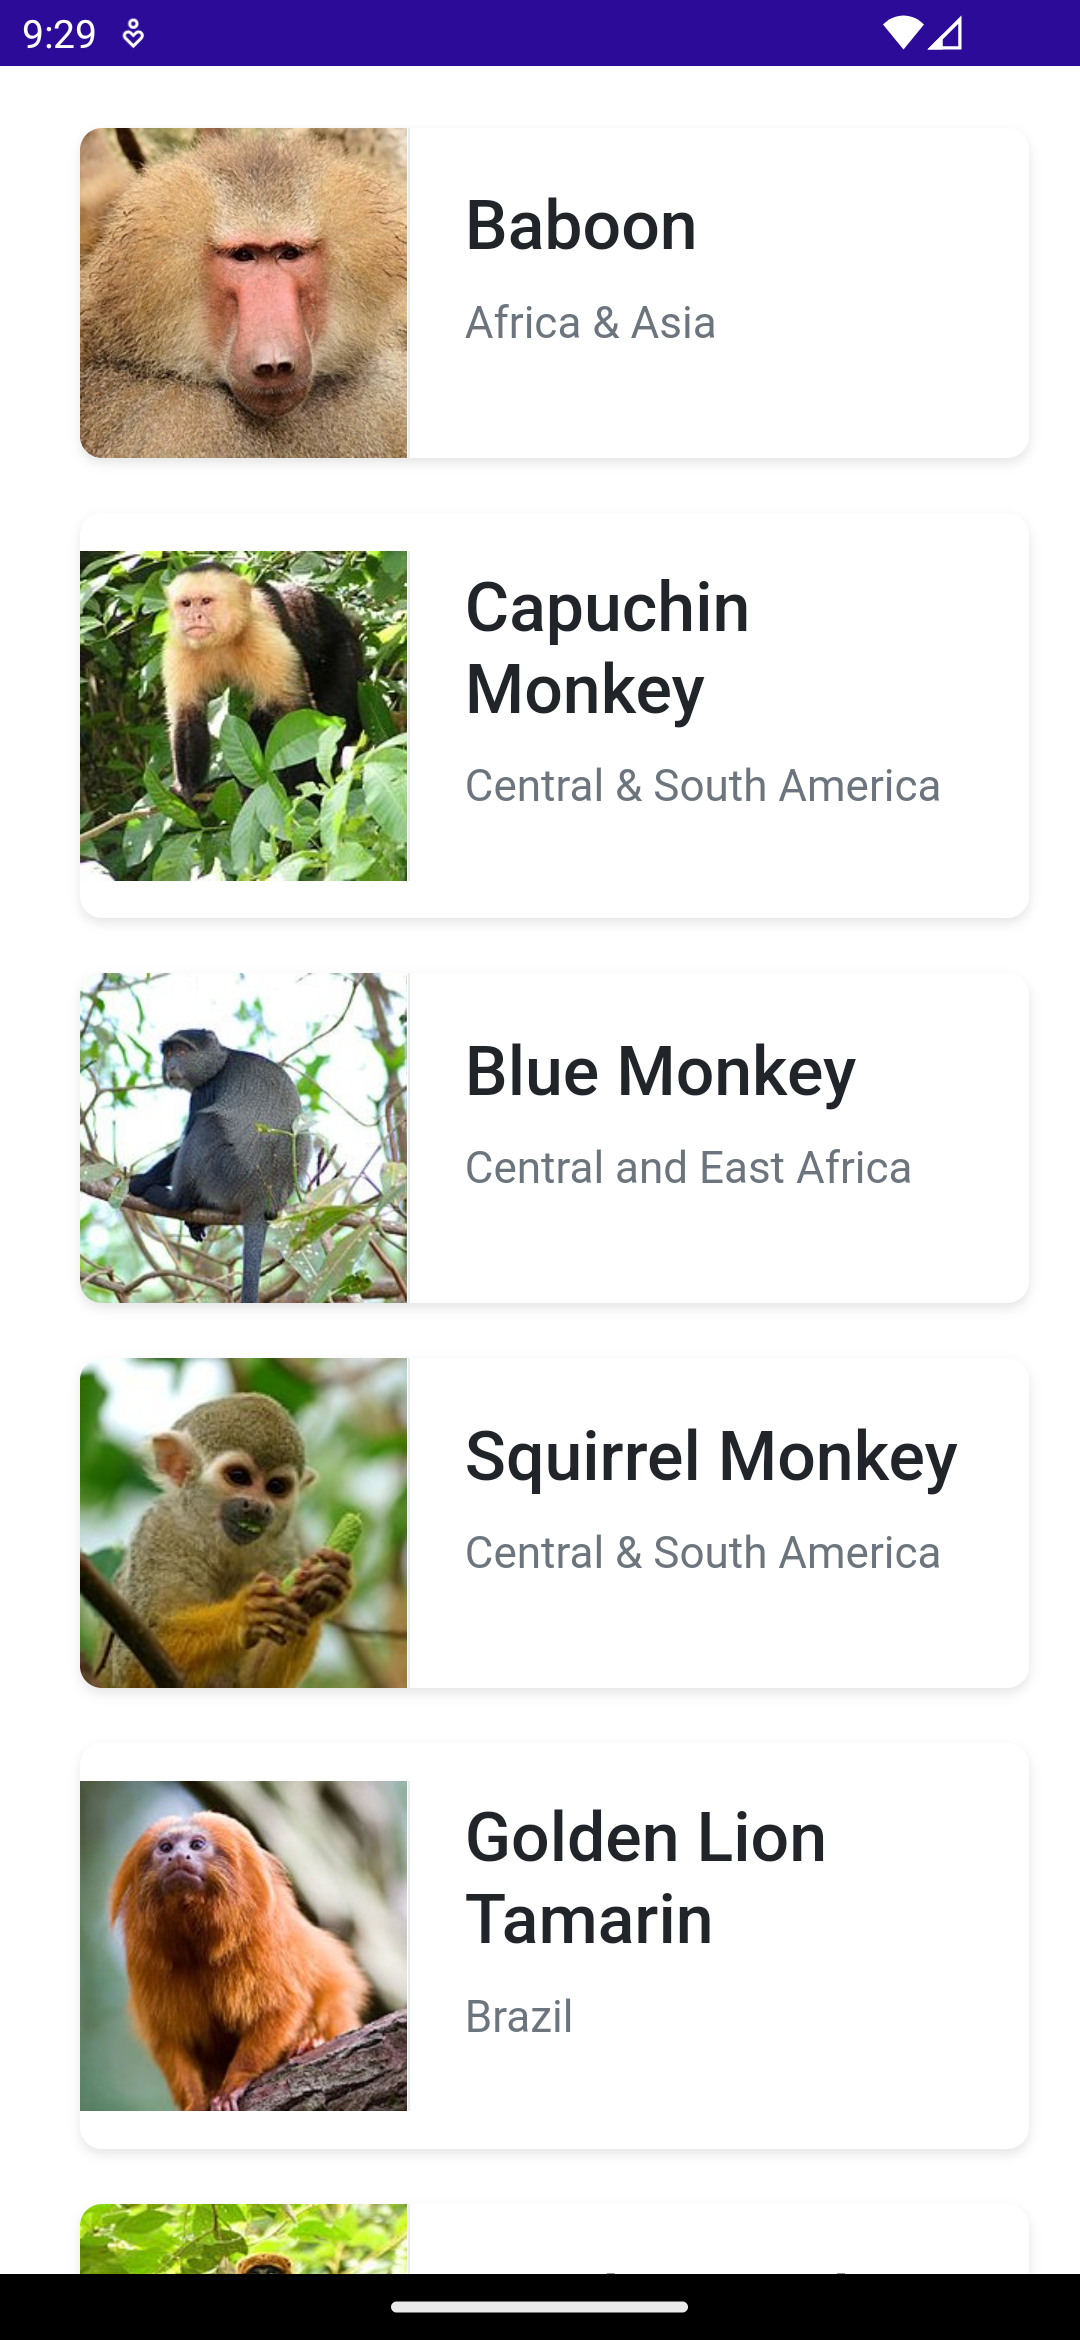 9:29
Baboon
Africa & Asia
Capuchin
Monkey
Central & South America
Blue Monkey
Central and East Africa
Squirrel Monkey
Central & South America
Golden Lion
Tamarin
Brazil